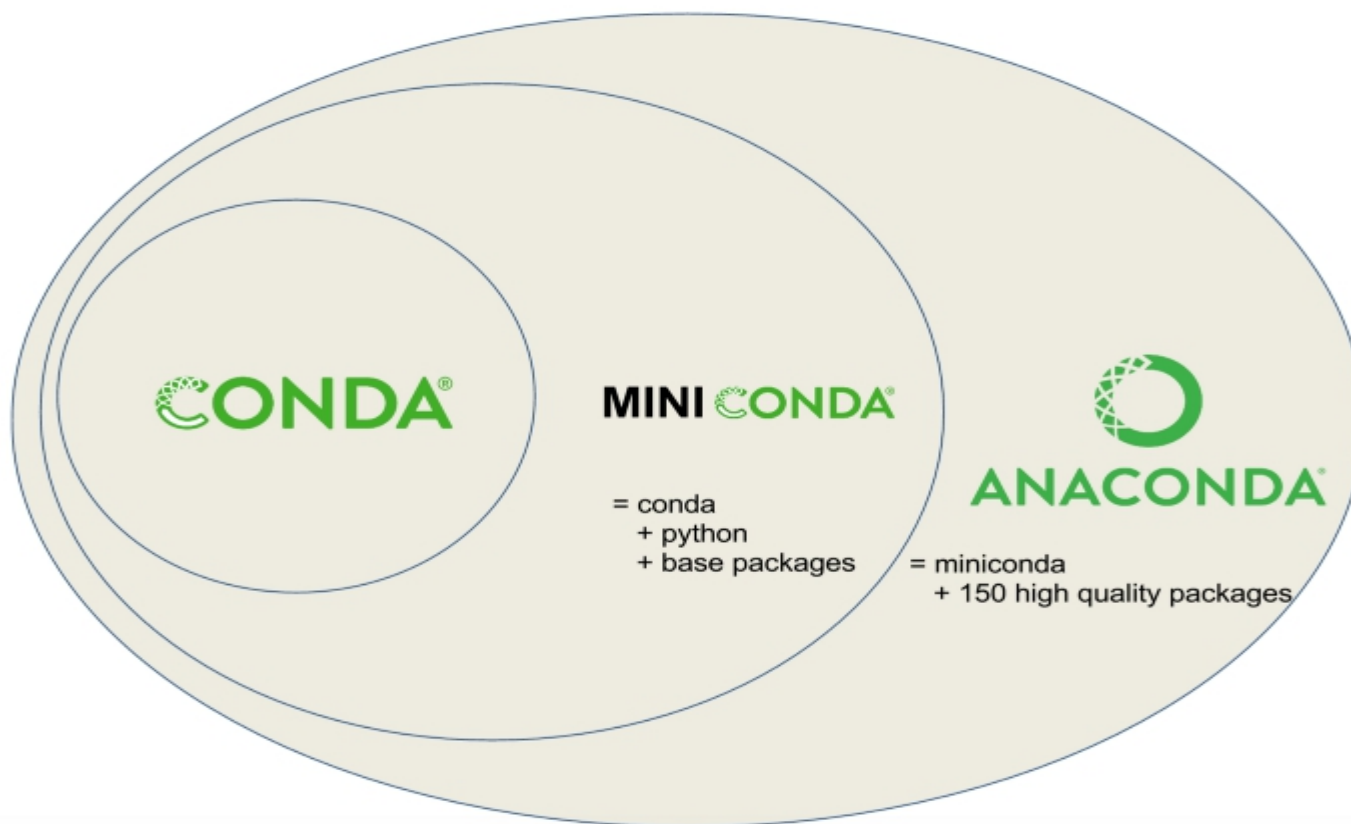 CONDA®
MINI CONDA®
ANACONDA®
= conda
+ python
+ base packages
= miniconda
+ 150 high quality packages